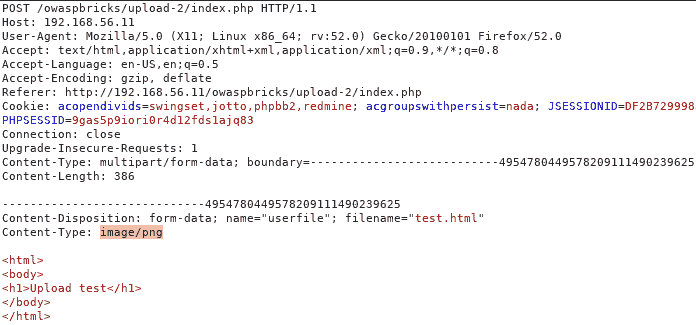 POST /owaspbricks/upload-2/index.php HTTP/1.1
Host: 192.168.56.11
User-Agent: Mozilla/5.0 (X11; Linux x86_64; rv:52.0) Gecko/20100101 Firefox/52.0
Accept: text/html,application/xhtml+xml,application/xml;q=0.9,*/*;q=0.8
Accept-Language: en-US,en;q=0.5
Accept-Encoding: gzip, deflate
Referer: http://192.168.56.11/owaspbricks/upload-2/index.php
Cookie: acopendivids=swingset,jotto,phpbb2,redmine; acgroupswithpersist=nada; JSESSIONID=DF2B729998
PHPSESSID=9gas5p9iori0r4d12fds1ajq83
Connection: close
Upgrade-Insecure-Requests: 1
Content-Type: multipart/form-data; boundary=---------------------------4954780449578209111490239625
Content-Length: 386
-----------------------------4954780449578209111490239625
Content-Disposition: form-data; name="userfile"; filename="test.html"
Content-Type: image/png
<html>
<body>
<h1>Upload test</h1>
</body>
</html>